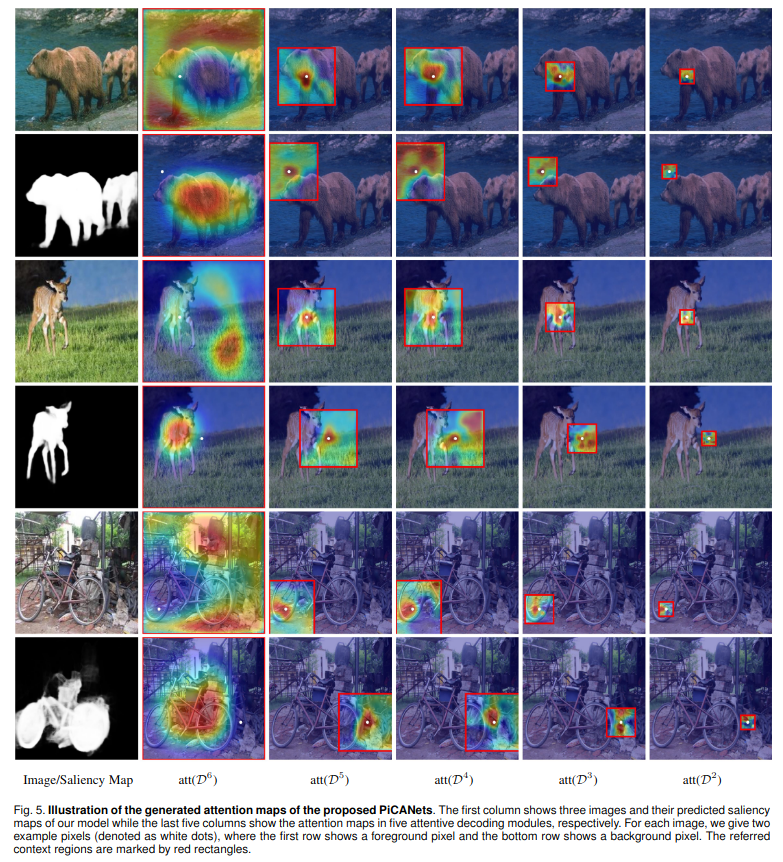 Image/Saliency Map att(𝒟⁶) att(𝒟⁵) att(𝒟⁴) att(𝒟³) att(𝒟²)
Fig. 5. Illustration of the generated attention maps of the proposed PiCANets. The first column shows three images and their predicted saliency
maps of our model while the last five columns show the attention maps in five attentive decoding modules, respectively. For each image, we give two
example pixels (denoted as white dots), where the first row shows a foreground pixel and the bottom row shows a background pixel. The referred
context regions are marked by red rectangles.